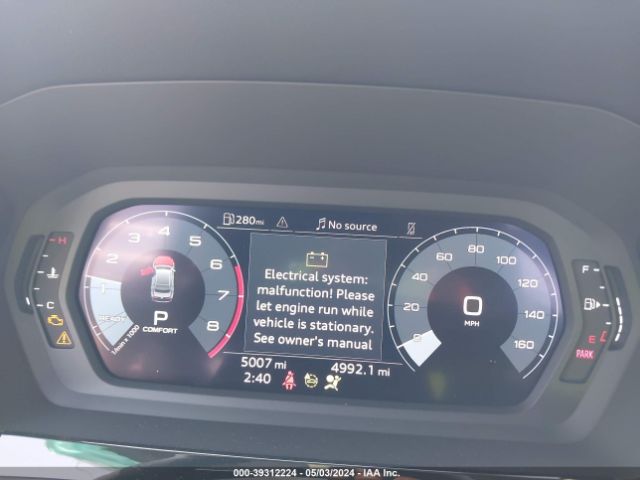 280mi
No source
H
C
1 2 3 4 5 6 7 8
READY
1/min x 1000
P
COMFORT
Electrical system:
malfunction! Please
let engine run while
vehicle is stationary.
See owner's manual
0
MPH
40 60 80 100 120 140 160
F
E
PARK
5007 mi
4992.1 mi
2:40
000-39312224 - 05/03/2024 - IAA Inc.